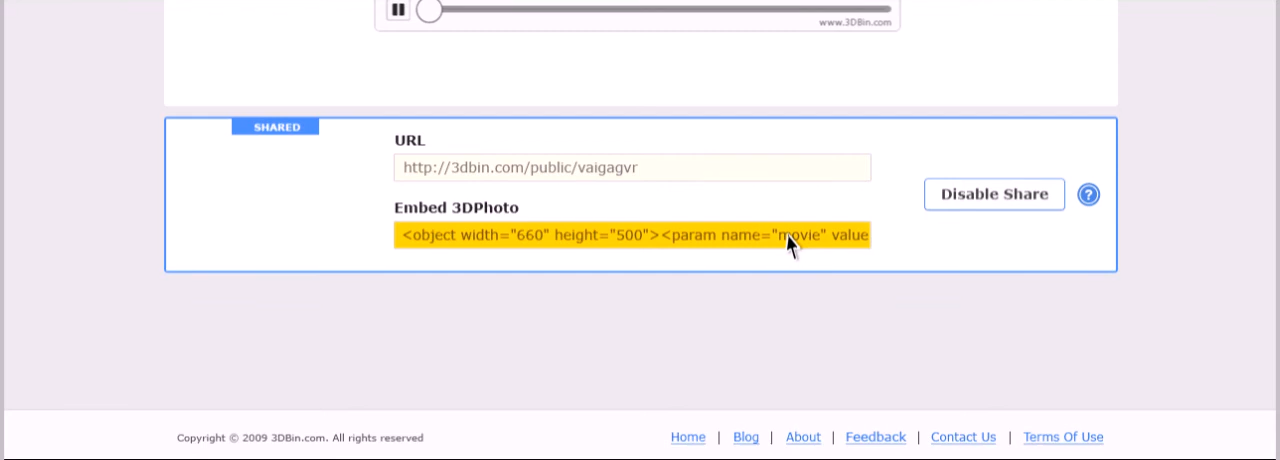 www.3DBin.com
SHARED
URL
http://3dbin.com/public/vaigagvr
Disable Share
?
Embed 3DPhoto
<object width="660" height="500"><param name="movie" value
Copyright © 2009 3DBin.com. All rights reserved
Home | Blog | About | Feedback | Contact Us | Terms Of Use